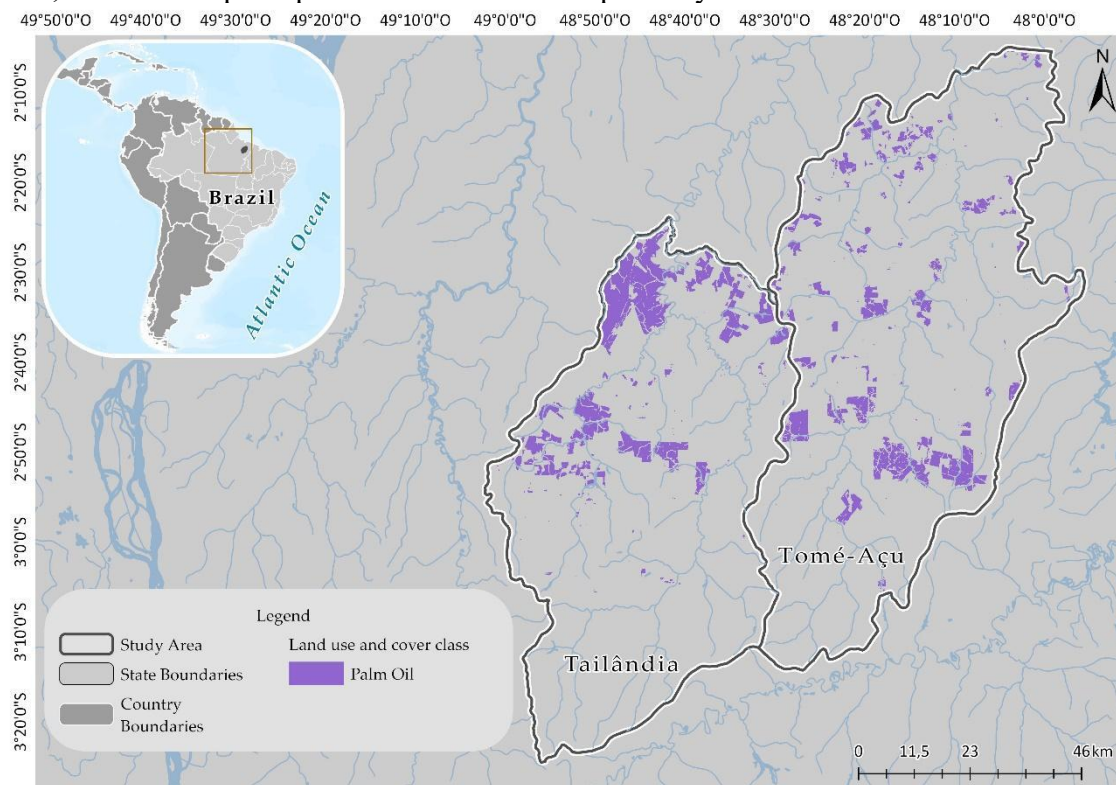 49°50'0"O 49°40'0"O 49°30'0"O 49°20'0"O 49°10'0"O 49°0'0"O 48°50'0"O 48°40'0"O 48°30'0"O 48°20'0"O 48°10'0"O 48°0'0"O
N
2°10'0"S
2°20'0"S
2°30'0"S
2°40'0"S
2°50'0"S
3°0'0"S
3°10'0"S
3°20'0"S
Brazil
Atlantic Ocean
Tomé-Açu
Tailândia
Legend
Study Area
State Boundaries
Country
Boundaries
Land use and cover class
Palm Oil
0 11,5 23 46 km